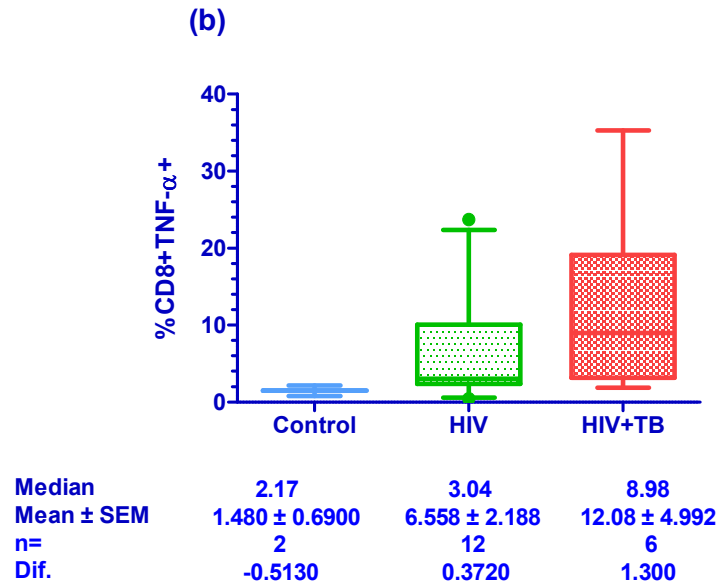 (b)
%CD8+TNF-α+
40
30
20
10
0
Control HIV HIV+TB
Median 2.17 3.04 8.98
Mean ± SEM 1.480 ± 0.6900 6.558 ± 2.188 12.08 ± 4.992
n= 2 12 6
Dif. -0.5130 0.3720 1.300